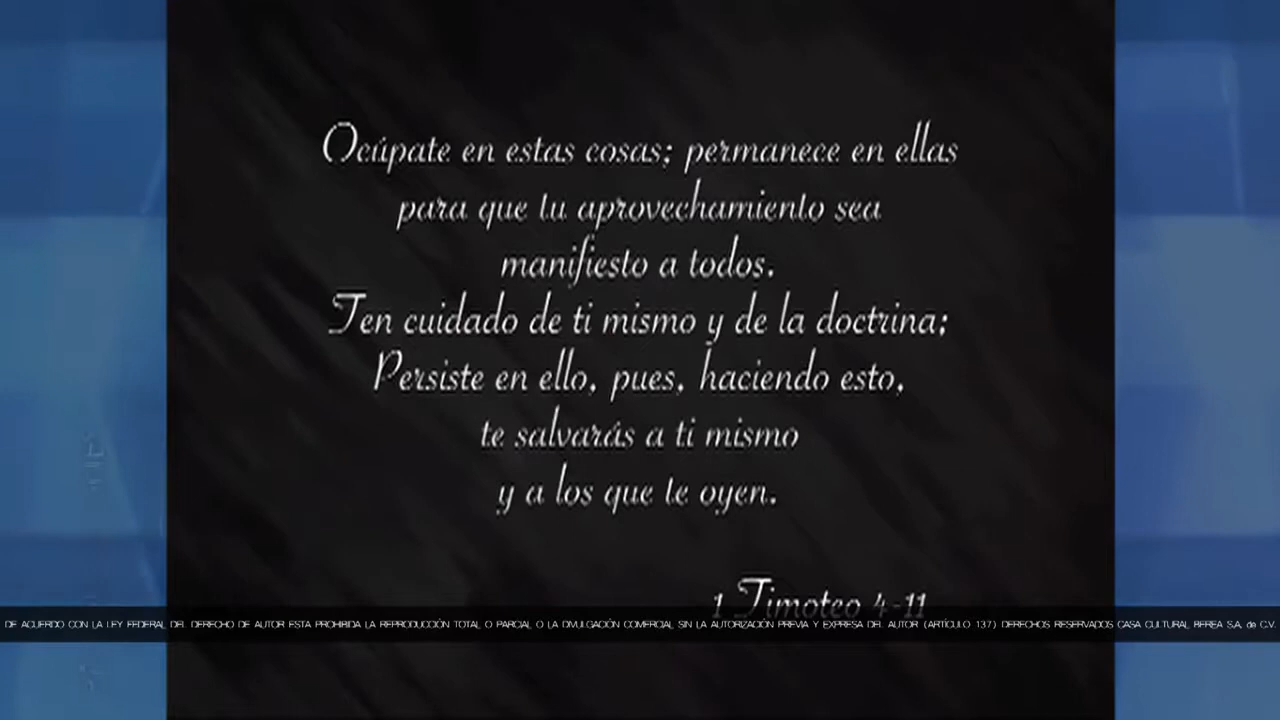 Ocúpate en estas cosas; permanece en ellas
para que tu aprovechamiento sea
manifiesto a todos.
Ten cuidado de ti mismo y de la doctrina;
Persiste en ello, pues, haciendo esto,
te salvarás a ti mismo
y a los que te oyen.
1 Timoteo 4-11
DE ACUERDO CON LA LEY FEDERAL DEL DERECHO DE AUTOR ESTA PROHIBIDA LA REPRODUCCIÓN TOTAL O PARCIAL O LA DIVULGACIÓN COMERCIAL SIN LA AUTORIZACIÓN PREVIA Y EXPRESA DEL AUTOR (ARTÍCULO 137) DERECHOS RESERVADOS CASA CULTURAL BEREA S.A. de C.V.